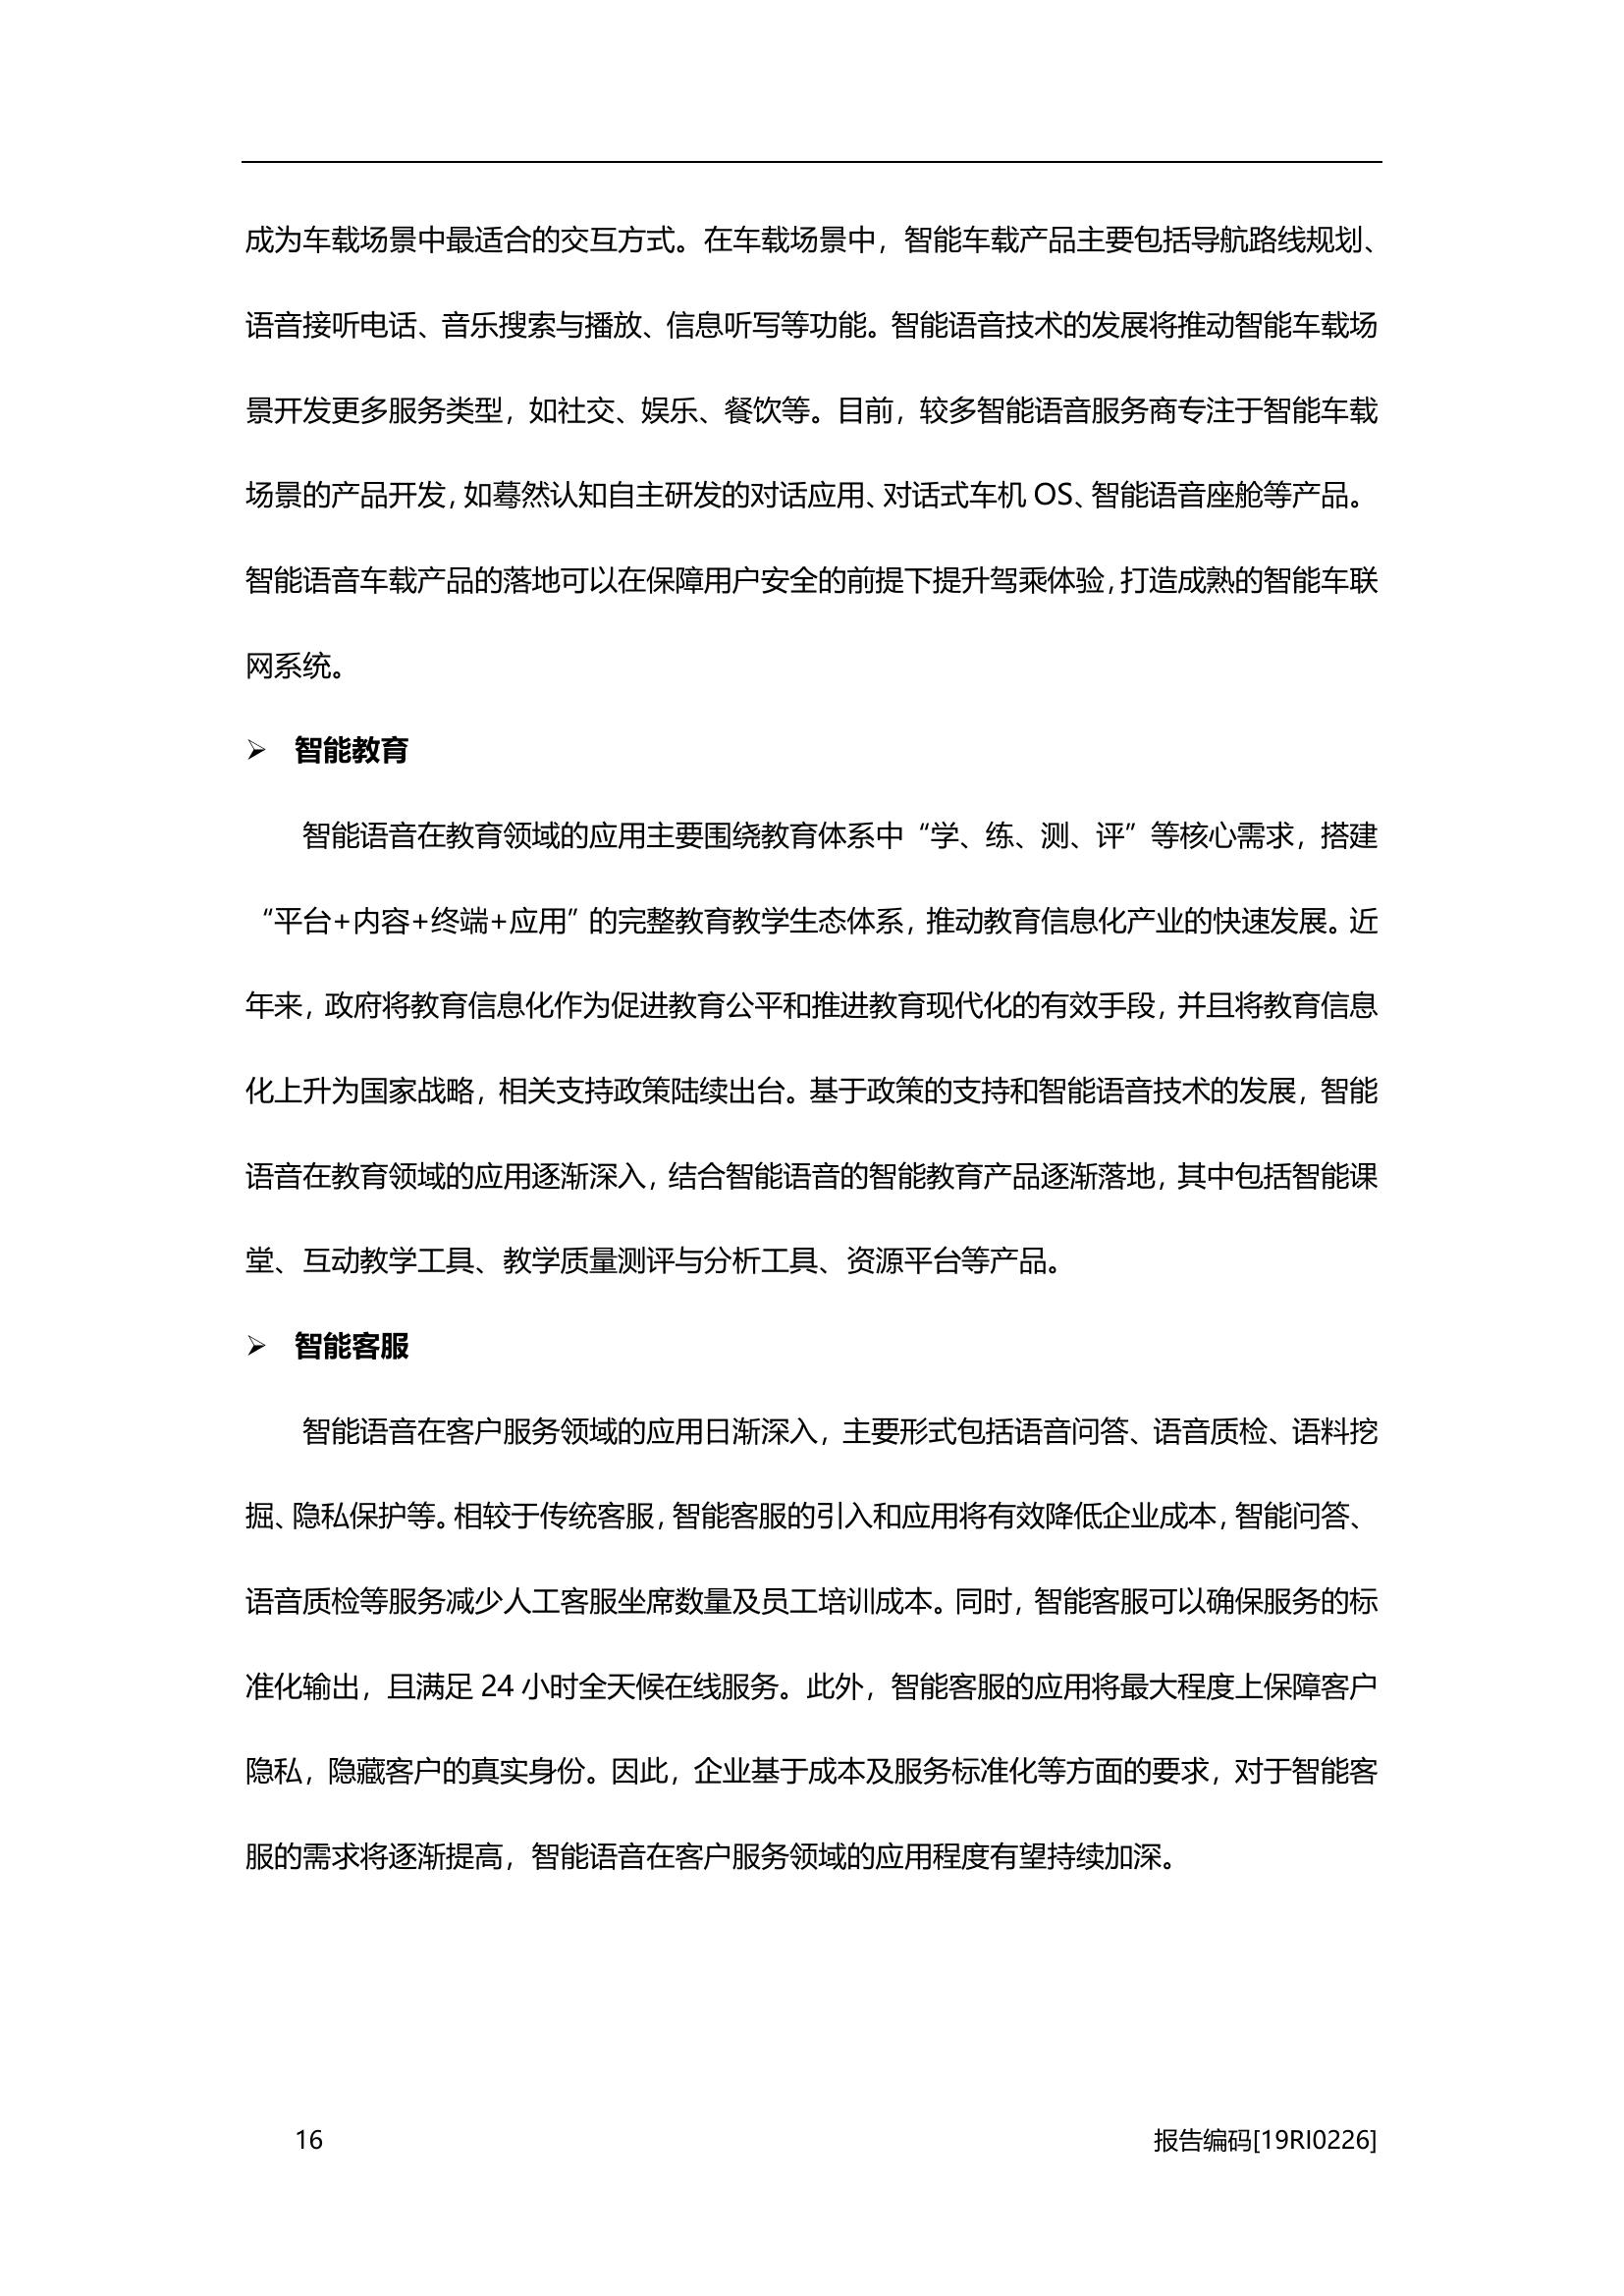 成为车载场景中最适合的交互方式。在车载场景中，智能车载产品主要包括导航路线规划、
语音接听电话、音乐搜索与播放、信息听写等功能。智能语音技术的发展将推动智能车载场
景开发更多服务类型，如社交、娱乐、餐饮等。目前，较多智能语音服务商专注于智能车载
场景的产品开发，如蓦然认知自主研发的对话应用、对话式车机 OS、智能语音座舱等产品。
智能语音车载产品的落地可以在保障用户安全的前提下提升驾乘体验，打造成熟的智能车联
网系统。
➢ 智能教育
智能语音在教育领域的应用主要围绕教育体系中“学、练、测、评”等核心需求，搭建
“平台+内容+终端+应用”的完整教育教学生态体系，推动教育信息化产业的快速发展。近
年来，政府将教育信息化作为促进教育公平和推进教育现代化的有效手段，并且将教育信息
化上升为国家战略，相关支持政策陆续出台。基于政策的支持和智能语音技术的发展，智能
语音在教育领域的应用逐渐深入，结合智能语音的智能教育产品逐渐落地，其中包括智能课
堂、互动教学工具、教学质量测评与分析工具、资源平台等产品。
➢ 智能客服
智能语音在客户服务领域的应用日渐深入，主要形式包括语音问答、语音质检、语料挖
掘、隐私保护等。相较于传统客服，智能客服的引入和应用将有效降低企业成本，智能问答、
语音质检等服务减少人工客服坐席数量及员工培训成本。同时，智能客服可以确保服务的标
准化输出，且满足 24 小时全天候在线服务。此外，智能客服的应用将最大程度上保障客户
隐私，隐藏客户的真实身份。因此，企业基于成本及服务标准化等方面的要求，对于智能客
服的需求将逐渐提高，智能语音在客户服务领域的应用程度有望持续加深。
16 报告编码[19RI0226]